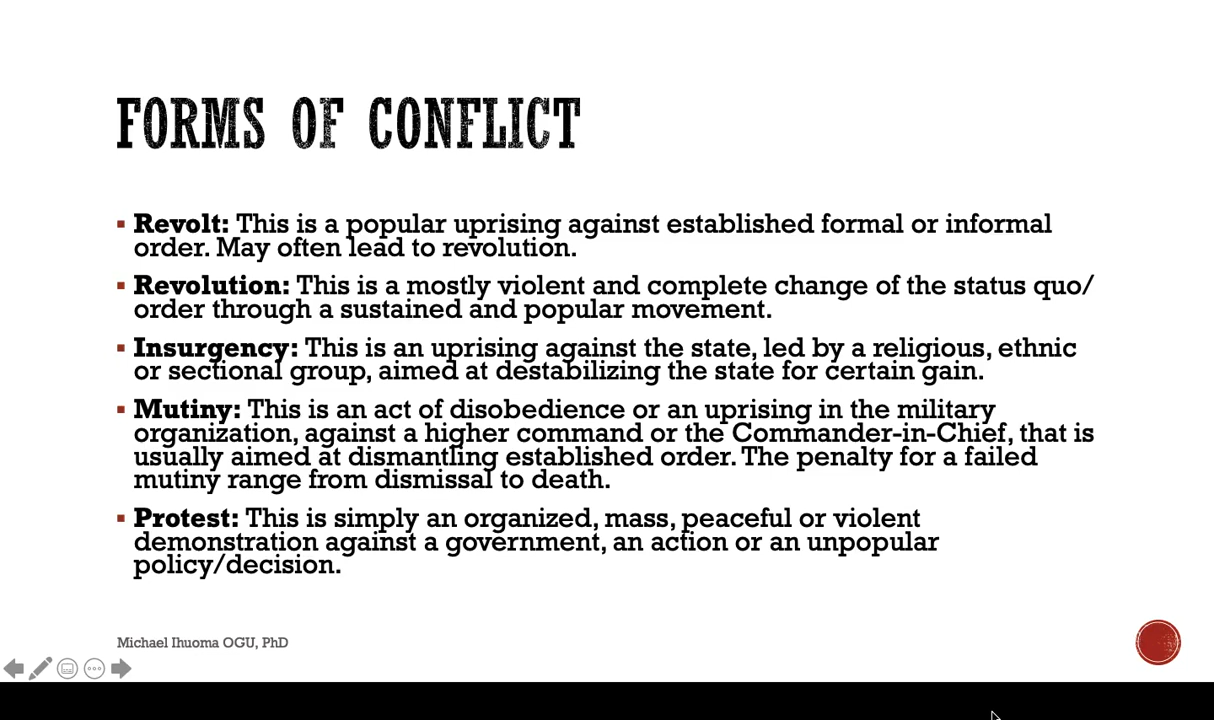 FORMS OF CONFLICT
▪ Revolt: This is a popular uprising against established formal or informal
order. May often lead to revolution.
▪ Revolution: This is a mostly violent and complete change of the status quo/
order through a sustained and popular movement.
▪ Insurgency: This is an uprising against the state, led by a religious, ethnic
or sectional group, aimed at destabilizing the state for certain gain.
▪ Mutiny: This is an act of disobedience or an uprising in the military
organization, against a higher command or the Commander-in-Chief, that is
usually aimed at dismantling established order. The penalty for a failed
mutiny range from dismissal to death.
▪ Protest: This is simply an organized, mass, peaceful or violent
demonstration against a government, an action or an unpopular
policy/decision.
Michael Ihuoma OGU, PhD